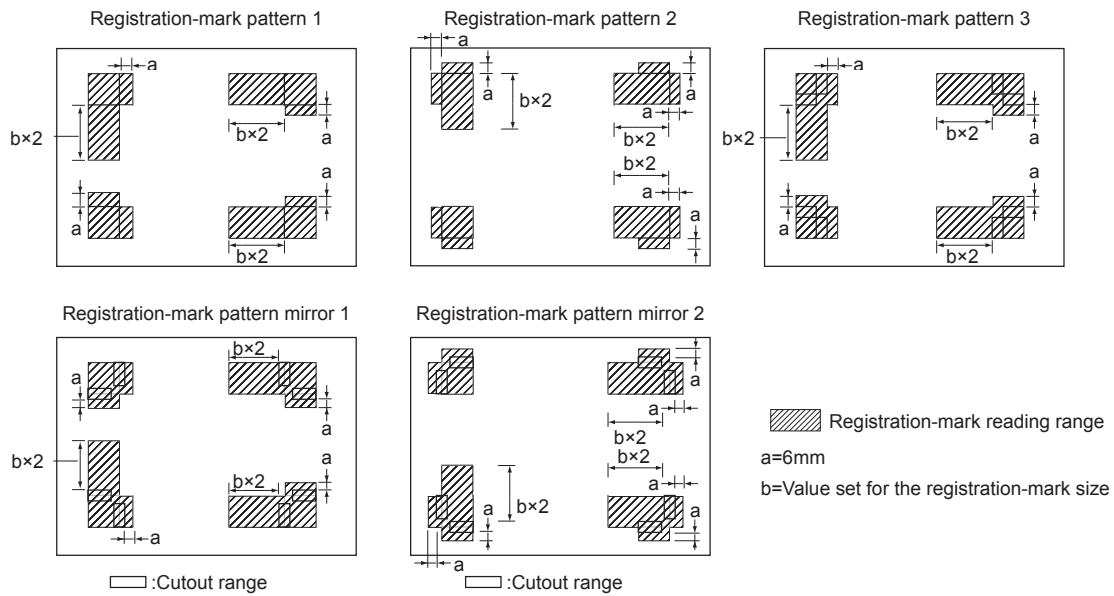 Registration-mark pattern 1
a
b×2
b×2
a
a
a
b×2
Registration-mark pattern 2
a
a
b×2
a
b×2
a
b×2
a
a
a
Registration-mark pattern 3
a
b×2
b×2
a
a
a
b×2
Registration-mark pattern mirror 1
b×2
a
a
b×2
b×2
a
a
:Cutout range
Registration-mark pattern mirror 2
a
a
b×2
b×2
a
b×2
a
a
a
:Cutout range
Registration-mark reading range
a=6mm
b=Value set for the registration-mark size